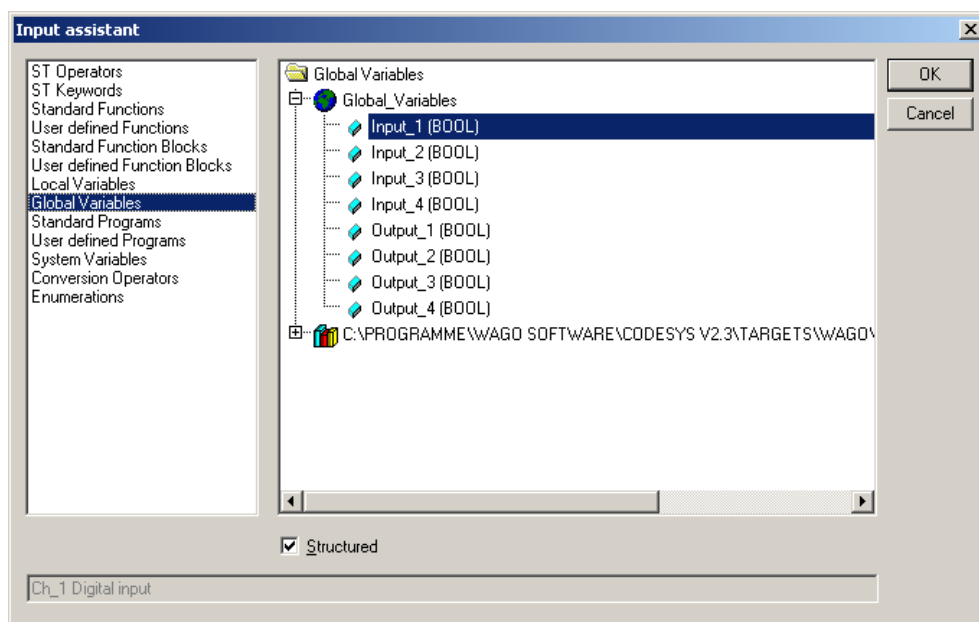 Input assistant
ST Operators
ST Keywords
Standard Functions
User defined Functions
Standard Function Blocks
User defined Function Blocks
Local Variables
Global Variables
Standard Programs
User defined Programs
System Variables
Conversion Operators
Enumerations
Global Variables
Global_Variables
Input_1 (BOOL)
Input_2 (BOOL)
Input_3 (BOOL)
Input_4 (BOOL)
Output_1 (BOOL)
Output_2 (BOOL)
Output_3 (BOOL)
Output_4 (BOOL)
C:\PROGRAMME\WAGO SOFTWARE\CODESYS V2.3\TARGETS\WAGO\
OK
Cancel
Structured
Ch_1 Digital input